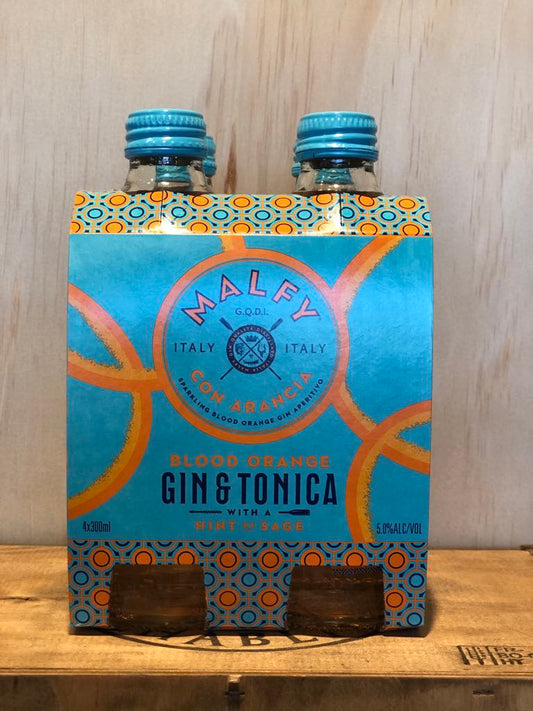 MALFY
G.Q.D.I.
ITALY ITALY
CON ARANCIA
SPARKLING BLOOD ORANGE GIN APERITIVO
BLOOD ORANGE
GIN & TONICA
WITH A
HINT OF SAGE
4x300ml
5.0%ALC/VOL